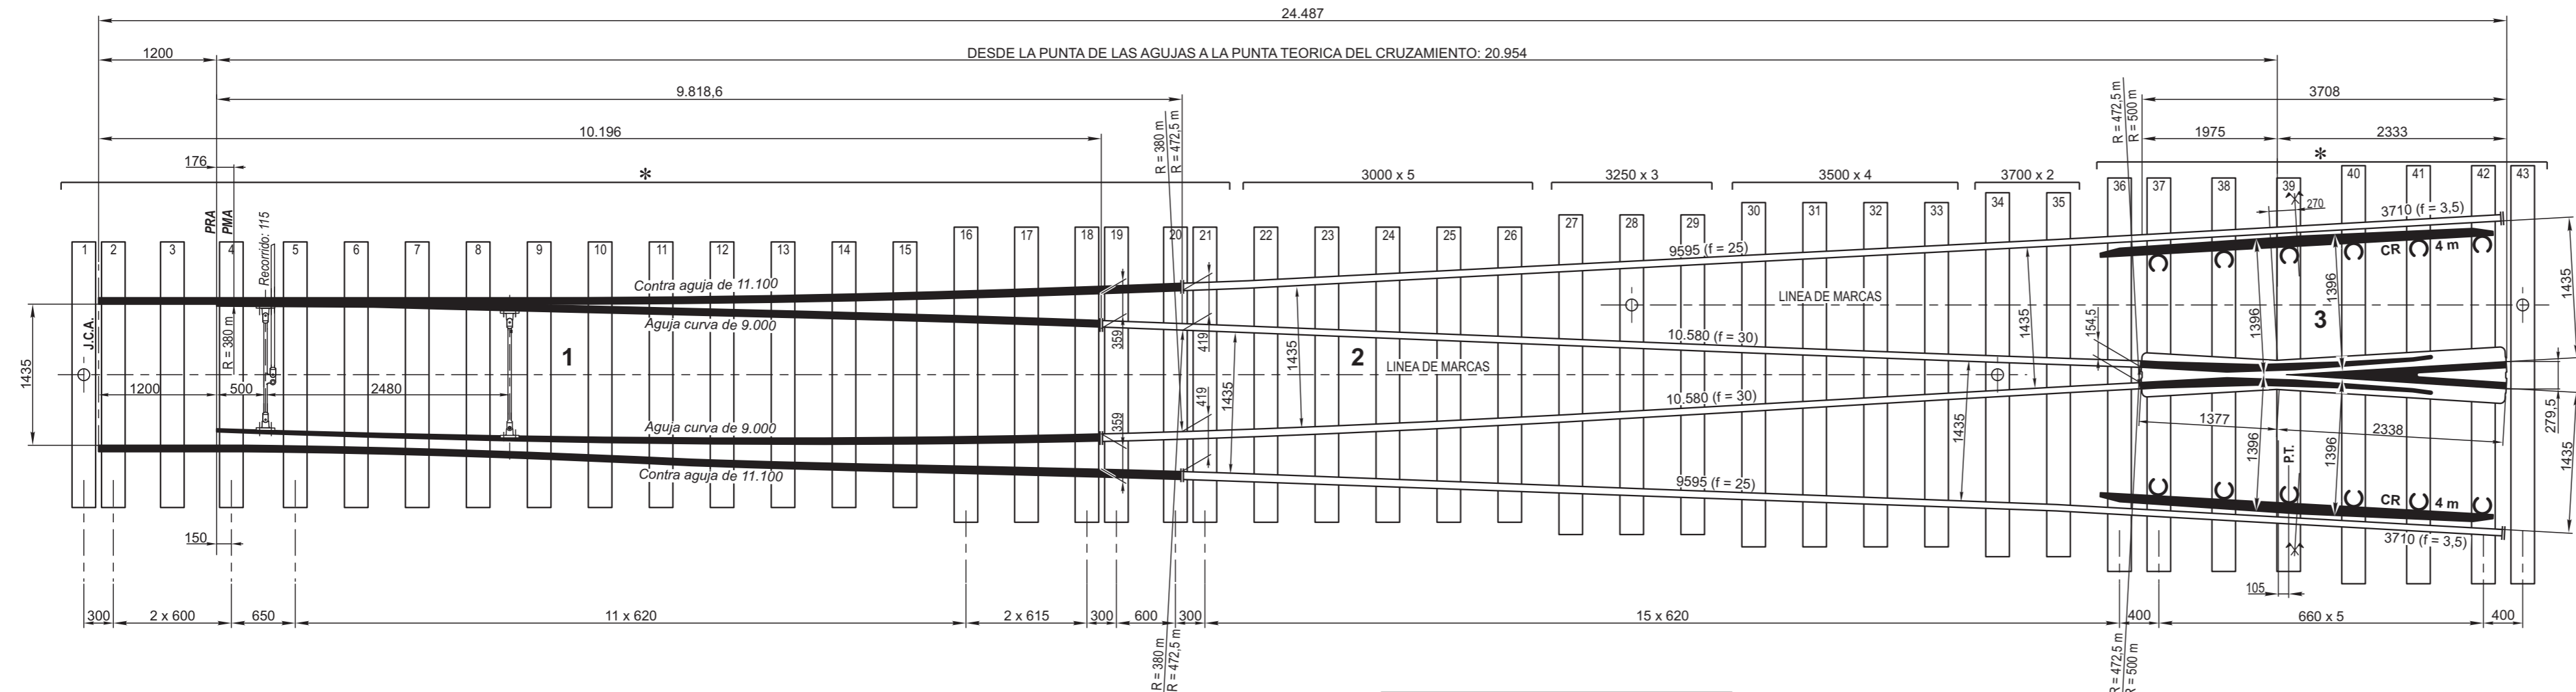 24.487
1200
DESDE LA PUNTA DE LAS AGUJAS A LA PUNTA TEORICA DEL CRUZAMIENTO: 20.954
9.818,6
3708
10.196
R = 380 m
R = 472,5 m
R = 472,5 m
R = 500 m
1975
2333
176
*
3000 x 5
3250 x 3
3500 x 4
3700 x 2
*
1 2 3 4 5 6 7 8 9 10 11 12 13 14 15 16 17 18 19 20 21 22 23 24 25 26 27 28 29 30 31 32 33 34 35 36 37 38 39 40 41 42 43
PRA
PMA
Recorrido: 115
270
3710 (f = 3,5)
9595 (f = 25)
CR 4 m
Contra aguja de 11.100
LINEA DE MARCAS
1435
J.C.A.
R = 380 m
Aguja curva de 9.000
359
419
1435
10.580 (f = 30)
1435
154,5
1396
1396
3
1435
1
2
LINEA DE MARCAS
1200
500
2480
1435
419
359
10.580 (f = 30)
1435
1377
2338
279,5
Aguja curva de 9.000
1396
P.T.
1396
1435
Contra aguja de 11.100
9595 (f = 25)
CR 4 m
3710 (f = 3,5)
150
105
300
2 x 600
650
11 x 620
2 x 615
300
600
300
15 x 620
400
660 x 5
400
R = 380 m
R = 472,5 m
R = 472,5 m
R = 500 m